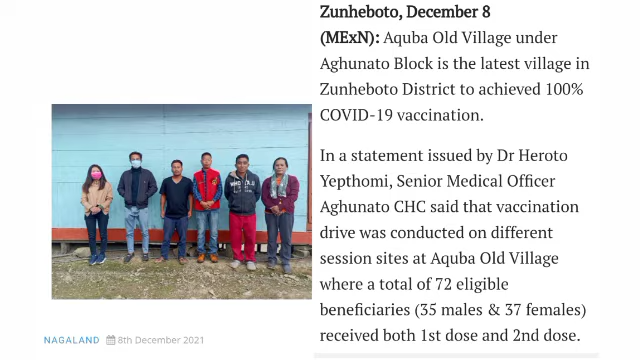 Zunheboto, December 8
(MExN): Aquba Old Village under
Aghunato Block is the latest village in
Zunheboto District to achieved 100%
COVID-19 vaccination.
In a statement issued by Dr Heroto
Yepthomi, Senior Medical Officer
Aghunato CHC said that vaccination
drive was conducted on different
session sites at Aquba Old Village
where a total of 72 eligible
beneficiaries (35 males & 37 females)
received both 1st dose and 2nd dose.
NAGALAND 8th December 2021